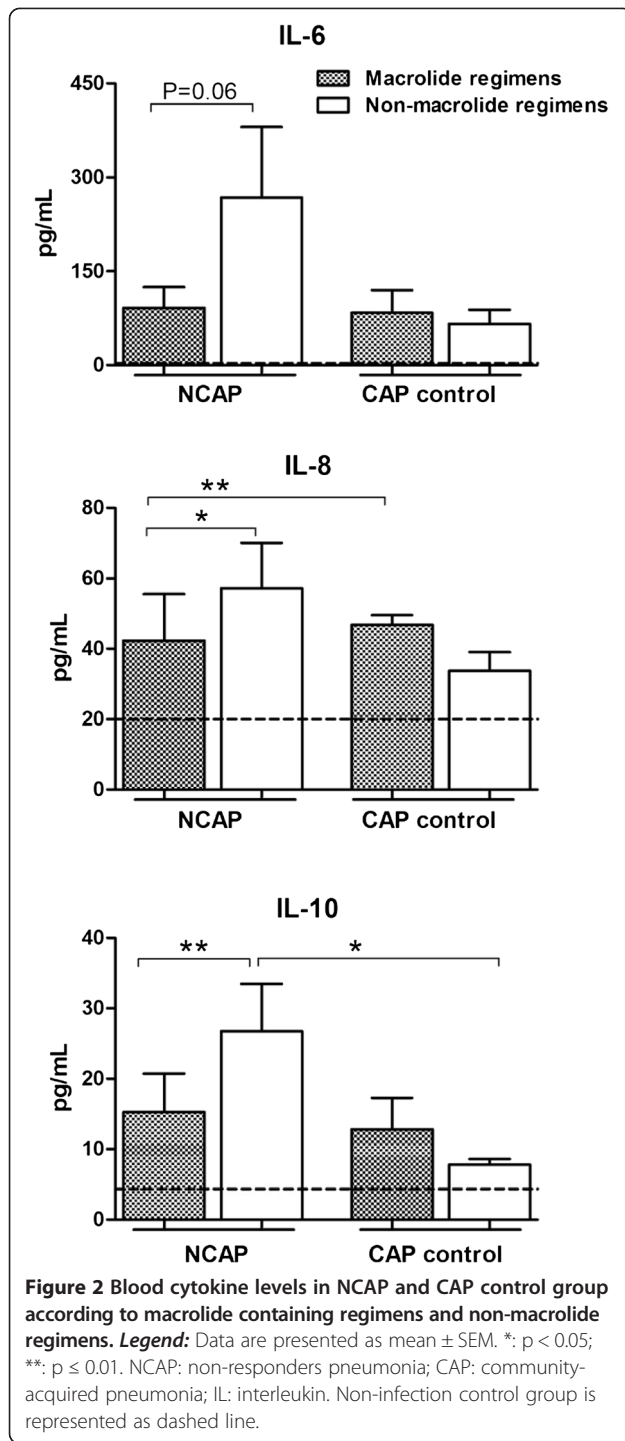 IL-6
450
300
150
0
pg/mL
P=0.06
Macrolide regimens
Non-macrolide regimens
NCAP
CAP control
IL-8
80
60
40
20
0
pg/mL
**
*
NCAP
CAP control
IL-10
40
30
20
10
0
pg/mL
**
*
NCAP
CAP control
Figure 2 Blood cytokine levels in NCAP and CAP control group
according to macrolide containing regimens and non-macrolide
regimens. Legend: Data are presented as mean ± SEM. *: p < 0.05;
**: p ≤ 0.01. NCAP: non-responders pneumonia; CAP: community-
acquired pneumonia; IL: interleukin. Non-infection control group is
represented as dashed line.